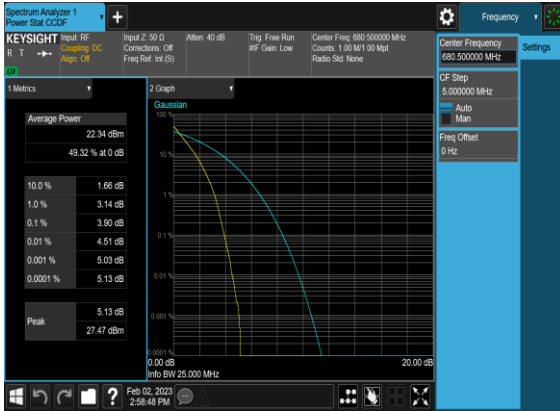 Spectrum Analyzer 1
Power Stat CCDF
+
Frequency
KEYSIGHT
R T
LW
Input: RF
Coupling: DC
Align: Off
Input Z: 50 Ω
Corrections: Off
Freq Ref: Int (S)
Atten: 40 dB
Trig: Free Run
#IF Gain: Low
Center Freq: 680.500000 MHz
Counts: 1.00 M/1.00 Mpt
Radio Std: None
Center Frequency
680.500000 MHz
Settings
CF Step
5.000000 MHz
Auto
Man
Freq Offset
0 Hz
1 Metrics
Average Power
22.34 dBm
49.32 % at 0 dB
10.0 % 1.66 dB
1.0 % 3.14 dB
0.1 % 3.90 dB
0.01 % 4.51 dB
0.001 % 5.03 dB
0.0001 % 5.13 dB
Peak
5.13 dB
27.47 dBm
2 Graph
Gaussian
100 %
10 %
1 %
0.1 %
0.01 %
0.001 %
0.0001 %
0.00 dB
20.00 dB
Info BW 25.000 MHz
?
Feb 02, 2023
2:58:48 PM